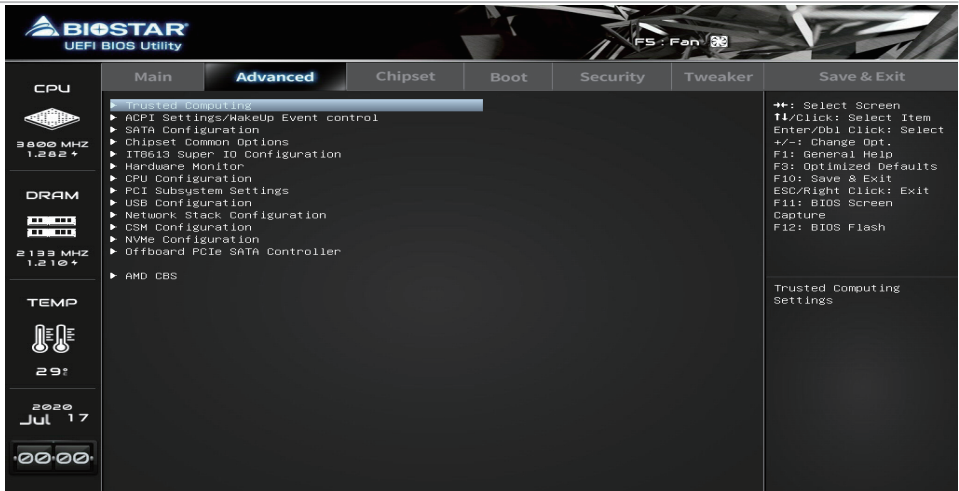 BIOSTAR
UEFI BIOS Utility
F5 : Fan
Main Advanced Chipset Boot Security Tweaker Save & Exit
CPU
3800 MHZ
1.282 +
DRAM
2133 MHZ
1.210 +
TEMP
29℃
2020
Jul 17
00:00
► Trusted Computing
► ACPI Settings/WakeUp Event control
► SATA Configuration
► Chipset Common Options
► IT8613 Super IO Configuration
► Hardware Monitor
► CPU Configuration
► PCI Subsystem Settings
► USB Configuration
► Network Stack Configuration
► CSM Configuration
► NVMe Configuration
► Offboard PCIe SATA Controller
► AMD CBS
→←: Select Screen
↑↓/Click: Select Item
Enter/Dbl Click: Select
+/-: Change Opt.
F1: General Help
F3: Optimized Defaults
F10: Save & Exit
ESC/Right Click: Exit
F11: BIOS Screen
Capture
F12: BIOS Flash
Trusted Computing
Settings